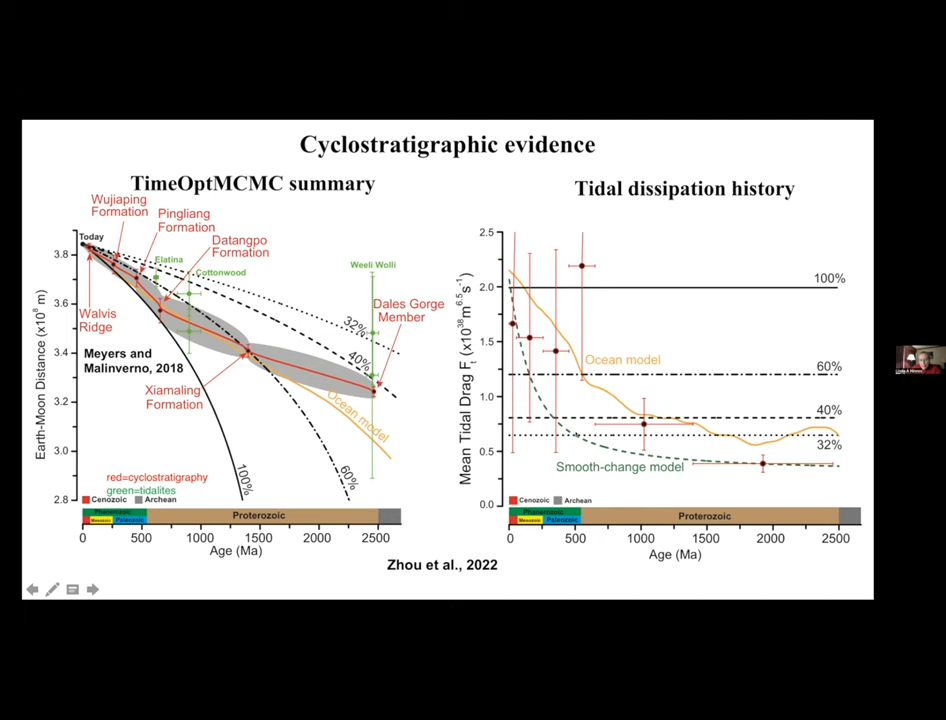 Cyclostratigraphic evidence
TimeOptMCMC summary
Tidal dissipation history
Wujiaping
Formation
Pingliang
Formation
Datangpo
Formation
Today
Elatina
Cottonwood
Weeli Wolli
Dales Gorge
Member
Walvis
Ridge
Meyers and
Malinverno, 2018
Xiamaling
Formation
32%
40%
Ocean model
60%
100%
red=cyclostratigraphy
green=tidalites
Cenozoic
Archean
Phanerozoic
Mesozoic
Paleozoic
Proterozoic
Earth-Moon Distance (x10⁸ m)
3.8
3.6
3.4
3.2
3.0
2.8
0
500
1000
1500
2000
2500
Age (Ma)
Mean Tidal Drag Fₜ (x10³⁸ m⁶·⁵ s⁻¹)
2.5
2.0
1.5
1.0
0.5
0.0
100%
60%
40%
32%
Ocean model
Smooth-change model
Cenozoic
Archean
Phanerozoic
Mesozoic
Paleozoic
Proterozoic
0
500
1000
1500
2000
2500
Age (Ma)
Zhou et al., 2022